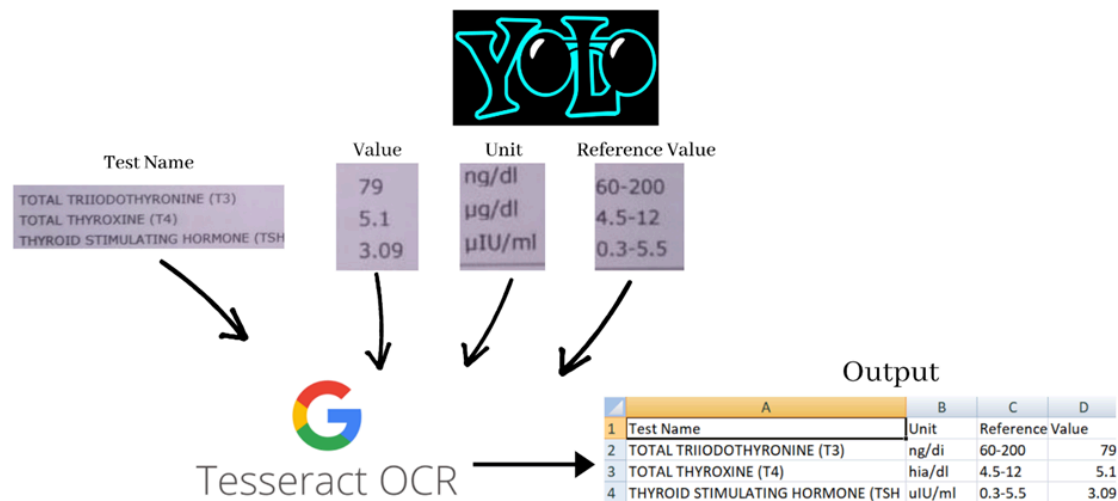 YOLO
Test Name
Value
Unit
Reference Value
TOTAL TRIIODOTHYRONINE (T3)
TOTAL THYROXINE (T4)
THYROID STIMULATING HORMONE (TSH
79
5.1
3.09
ng/dl
µg/dl
µIU/ml
60-200
4.5-12
0.3-5.5
G
Tesseract OCR
Output
A B C D
1 Test Name Unit Reference Value
2 TOTAL TRIIODOTHYRONINE (T3) ng/di 60-200 79
3 TOTAL THYROXINE (T4) hia/dl 4.5-12 5.1
4 THYROID STIMULATING HORMONE (TSH uIU/ml 0.3-5.5 3.09